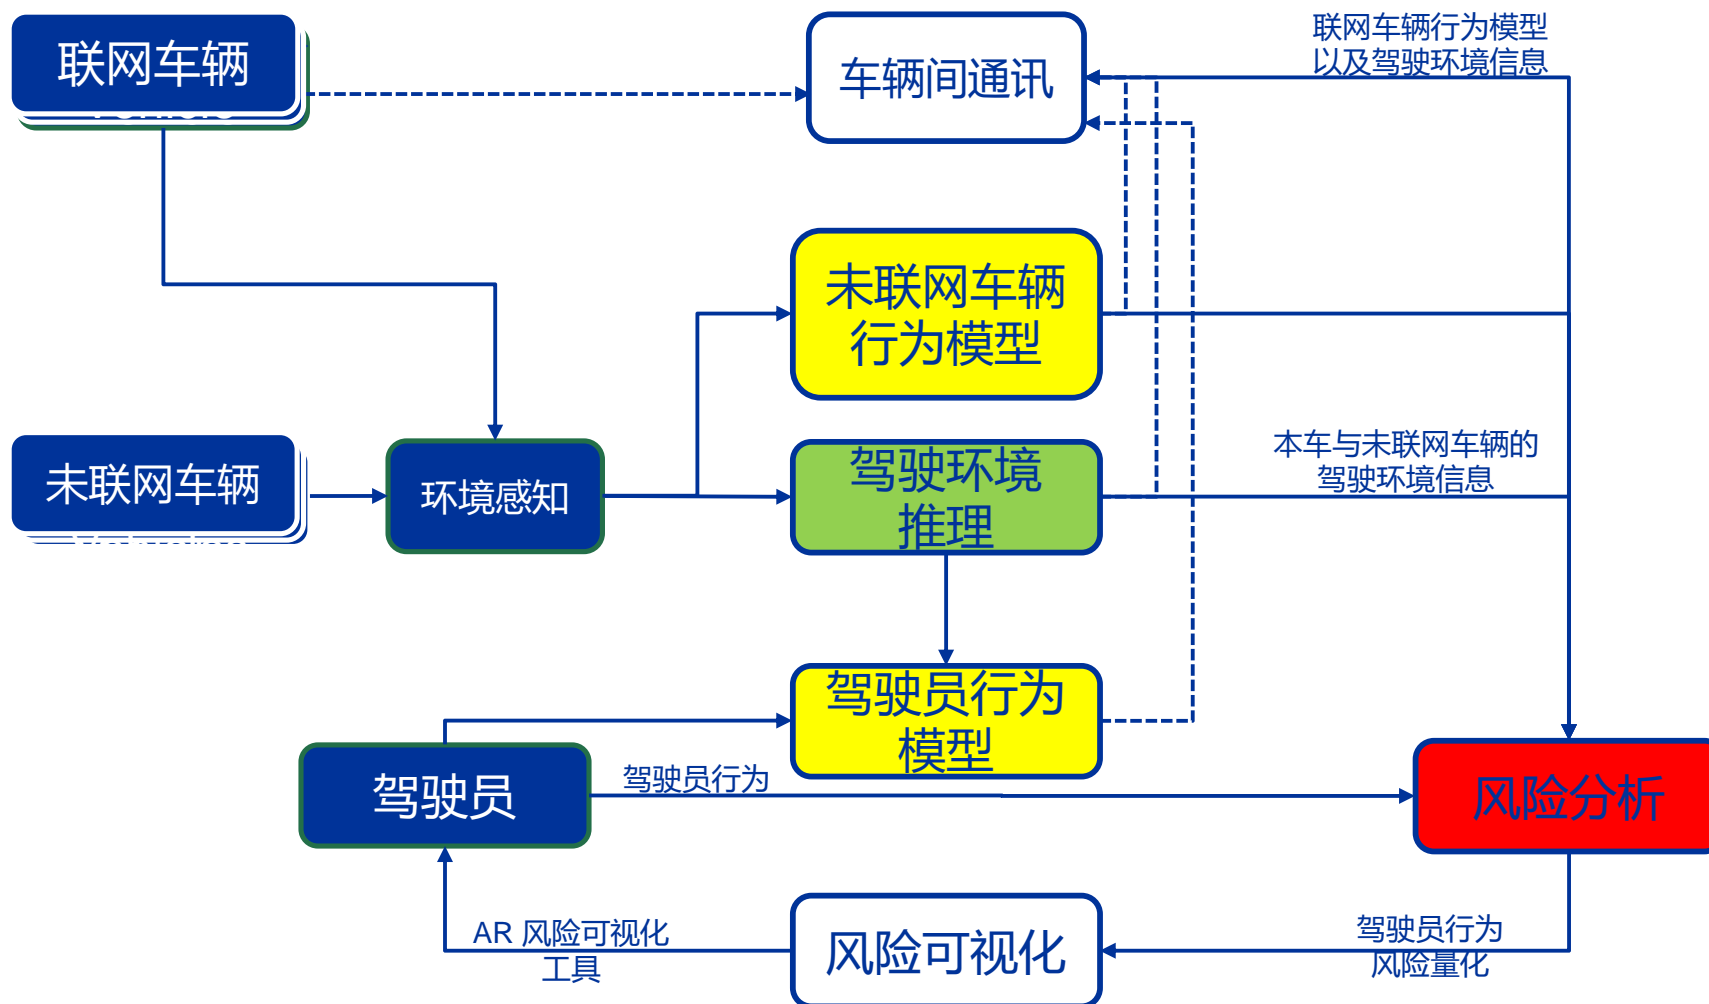 联网车辆
车辆间通讯
联网车辆行为模型
以及驾驶环境信息
未联网车辆
行为模型
未联网车辆
环境感知
驾驶环境
推理
本车与未联网车辆的
驾驶环境信息
驾驶员行为
模型
驾驶员
驾驶员行为
风险分析
AR 风险可视化
工具
风险可视化
驾驶员行为
风险量化